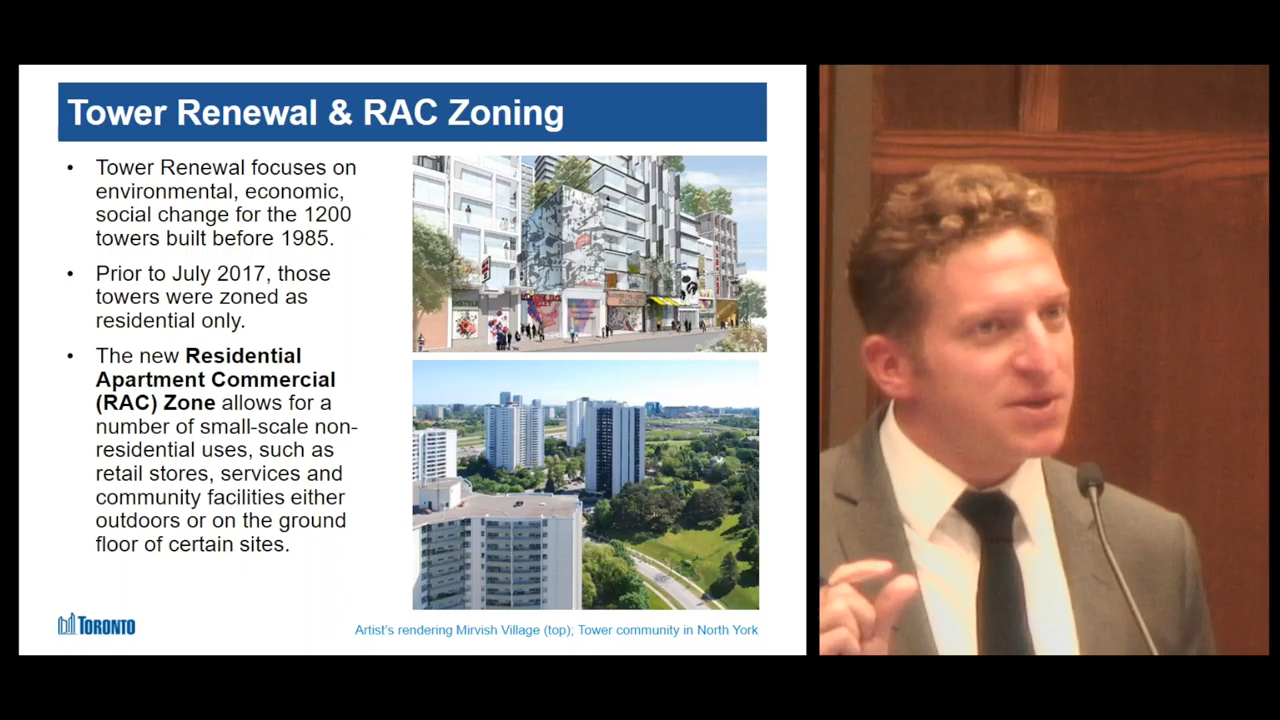 Tower Renewal & RAC Zoning
• Tower Renewal focuses on
environmental, economic,
social change for the 1200
towers built before 1985.
• Prior to July 2017, those
towers were zoned as
residential only.
• The new Residential
Apartment Commercial
(RAC) Zone allows for a
number of small-scale non-
residential uses, such as
retail stores, services and
community facilities either
outdoors or on the ground
floor of certain sites.
TORONTO
Artist's rendering Mirvish Village (top); Tower community in North York